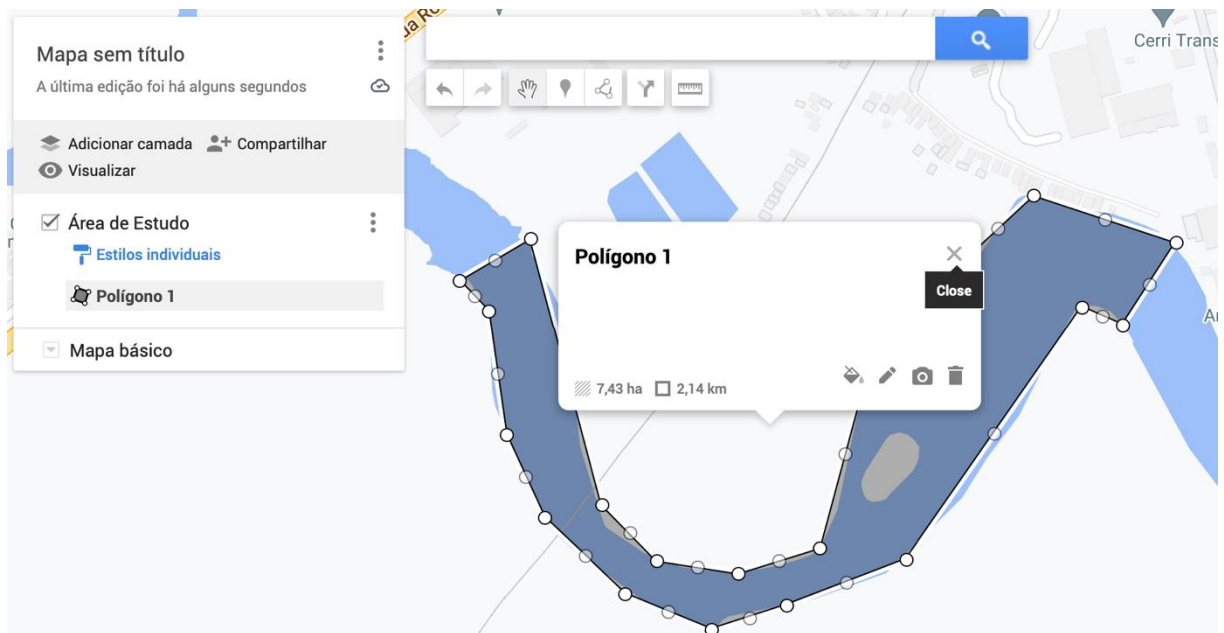 Mapa sem título
A última edição foi há alguns segundos
Adicionar camada Compartilhar
Visualizar
Área de Estudo
Estilos individuais
Polígono 1
Mapa básico
Cerri Trans
Polígono 1
Close
7,43 ha 2,14 km